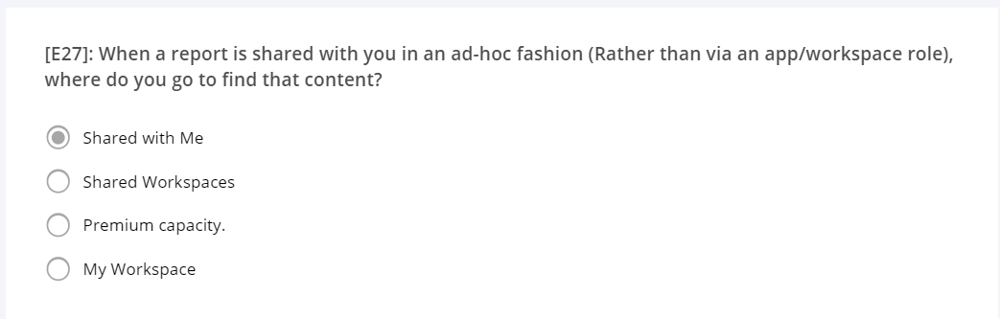 [E27]: When a report is shared with you in an ad-hoc fashion (Rather than via an app/workspace role),
where do you go to find that content?
Shared with Me
Shared Workspaces
Premium capacity.
My Workspace